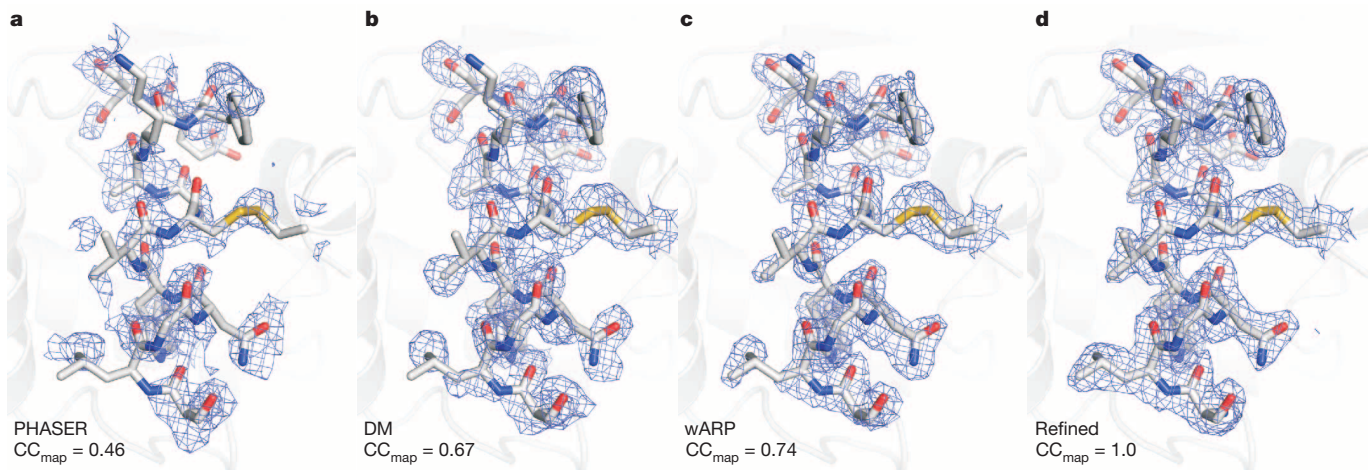 a
b
c
d
PHASER
CCmap = 0.46
DM
CCmap = 0.67
wARP
CCmap = 0.74
Refined
CCmap = 1.0